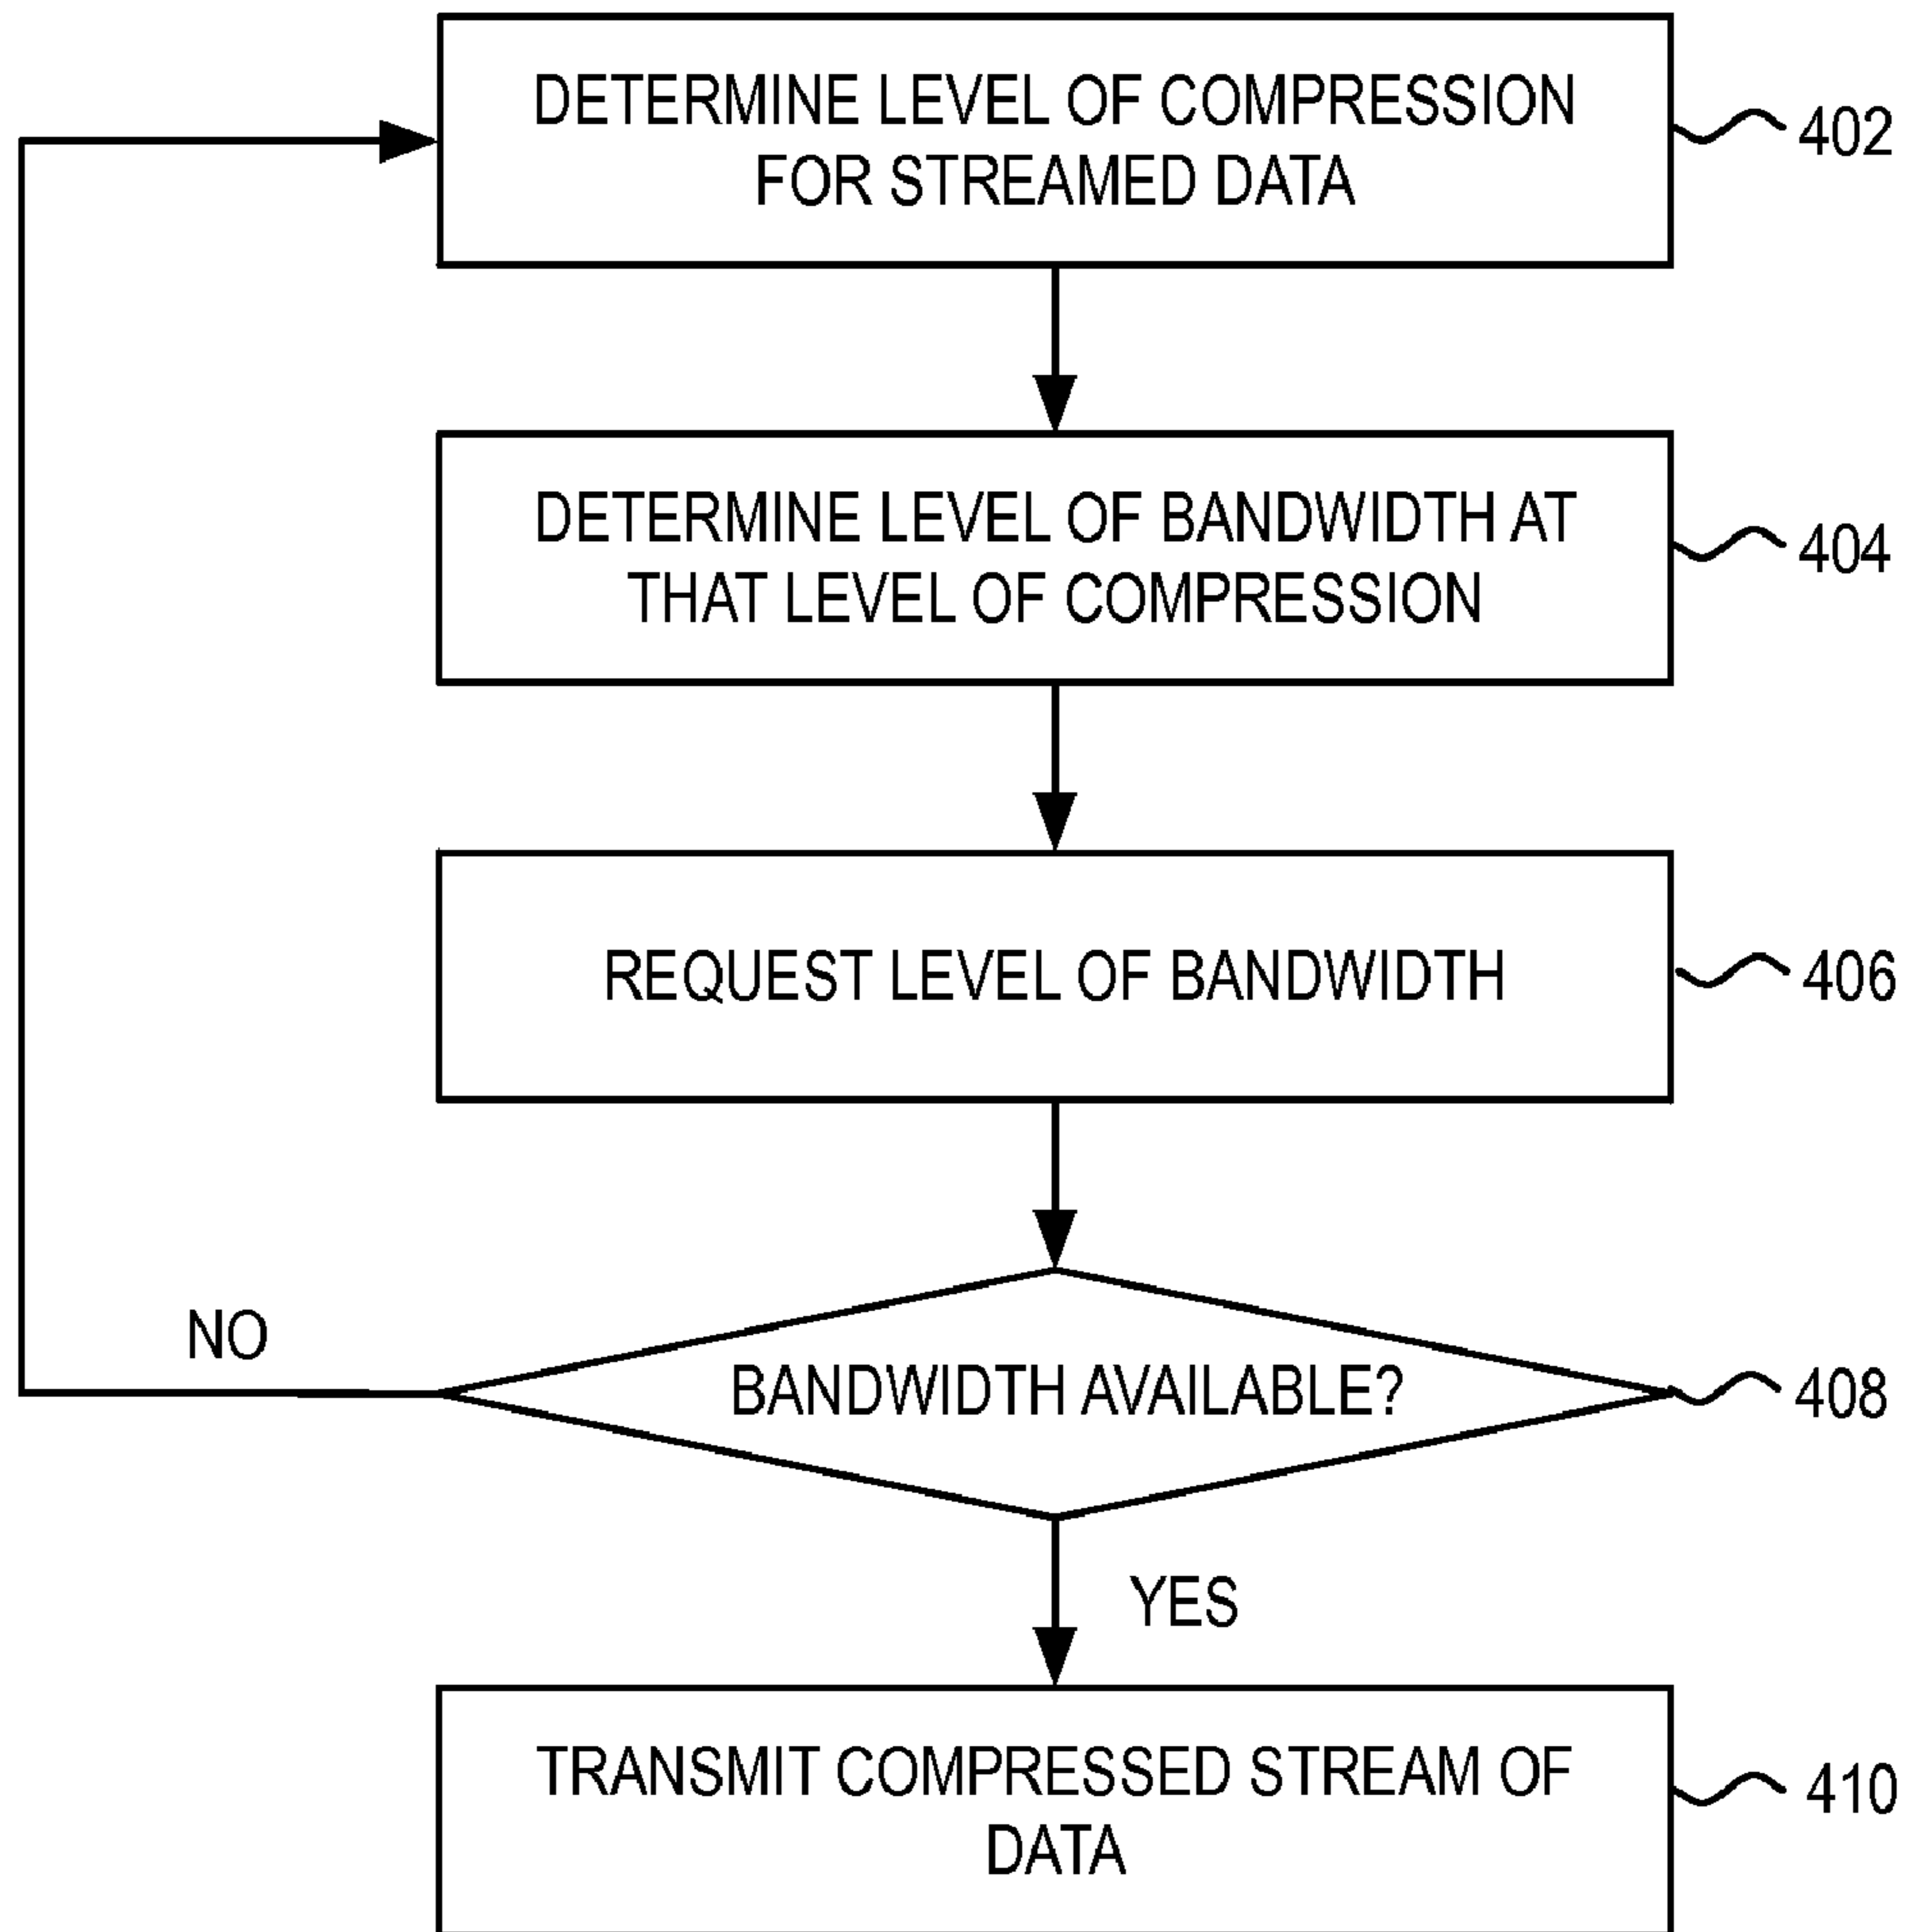 DETERMINE LEVEL OF COMPRESSION
FOR STREAMED DATA
402
DETERMINE LEVEL OF BANDWIDTH AT
THAT LEVEL OF COMPRESSION
404
REQUEST LEVEL OF BANDWIDTH
406
NO
BANDWIDTH AVAILABLE?
408
YES
TRANSMIT COMPRESSED STREAM OF
DATA
410